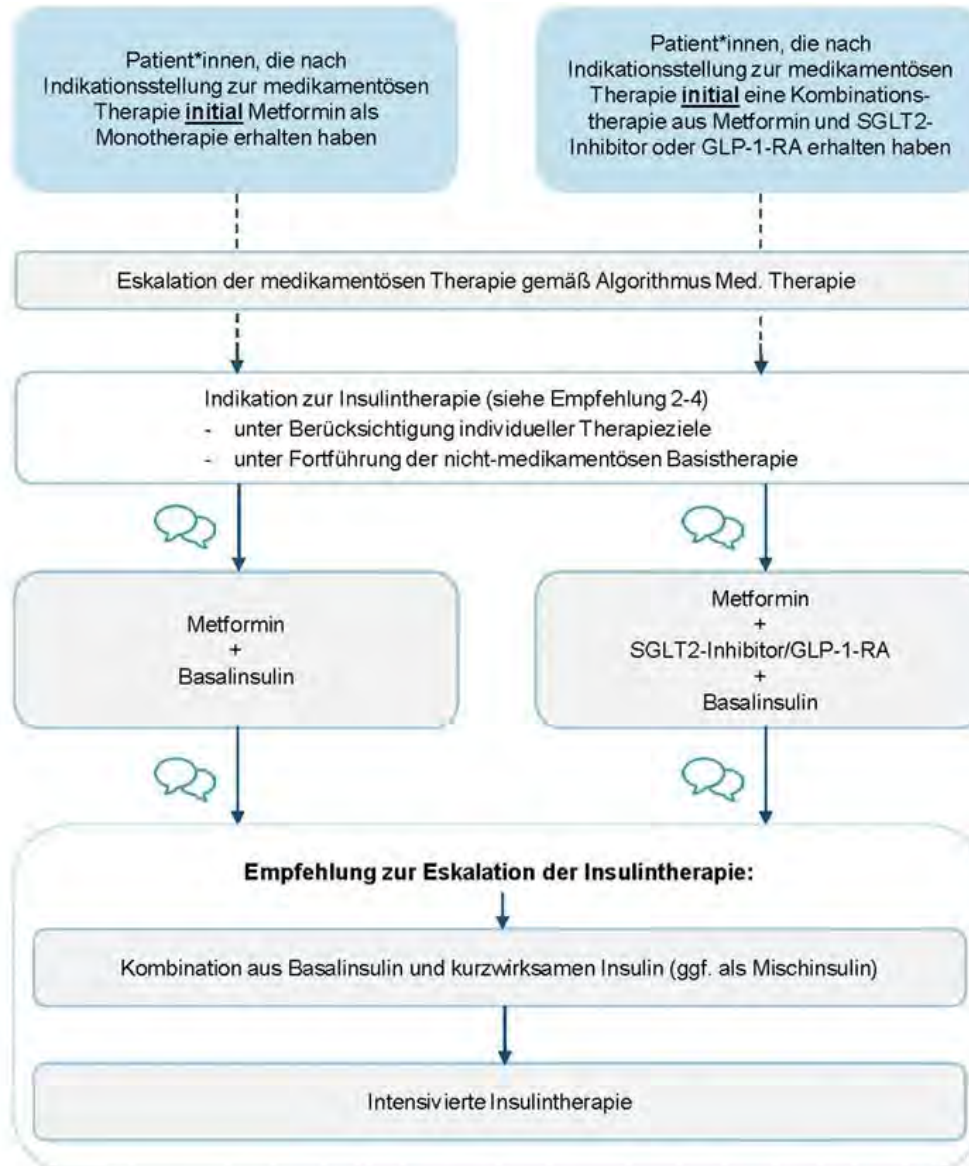 Patient*innen, die nach
Indikationsstellung zur medikamentösen
Therapie initial Metformin als
Monotherapie erhalten haben
Patient*innen, die nach
Indikationsstellung zur medikamentösen
Therapie initial eine Kombinations-
therapie aus Metformin und SGLT2-
Inhibitor oder GLP-1-RA erhalten haben
Eskalation der medikamentösen Therapie gemäß Algorithmus Med. Therapie
Indikation zur Insulintherapie (siehe Empfehlung 2-4)
- unter Berücksichtigung individueller Therapieziele
- unter Fortführung der nicht-medikamentösen Basistherapie
Metformin
+
Basalinsulin
Metformin
+
SGLT2-Inhibitor/GLP-1-RA
+
Basalinsulin
Empfehlung zur Eskalation der Insulintherapie:
Kombination aus Basalinsulin und kurzwirksamen Insulin (ggf. als Mischinsulin)
Intensivierte Insulintherapie